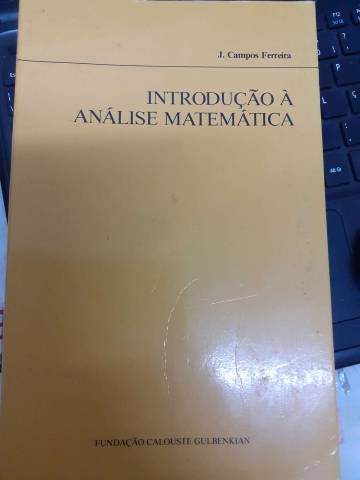 J. Campos Ferreira
INTRODUÇÃO À
ANÁLISE MATEMÁTICA
FUNDAÇÃO CALOUSTE GULBENKIAN